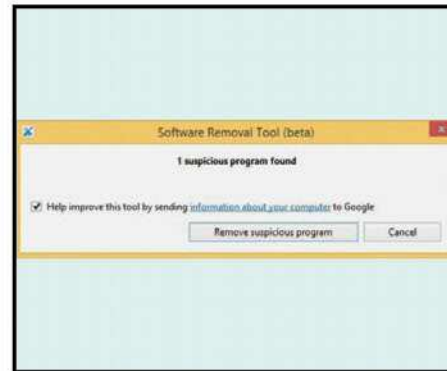 Software Removal Tool (beta)
1 suspicious program found
Help improve this tool by sending information about your computer to Google
Remove suspicious program
Cancel